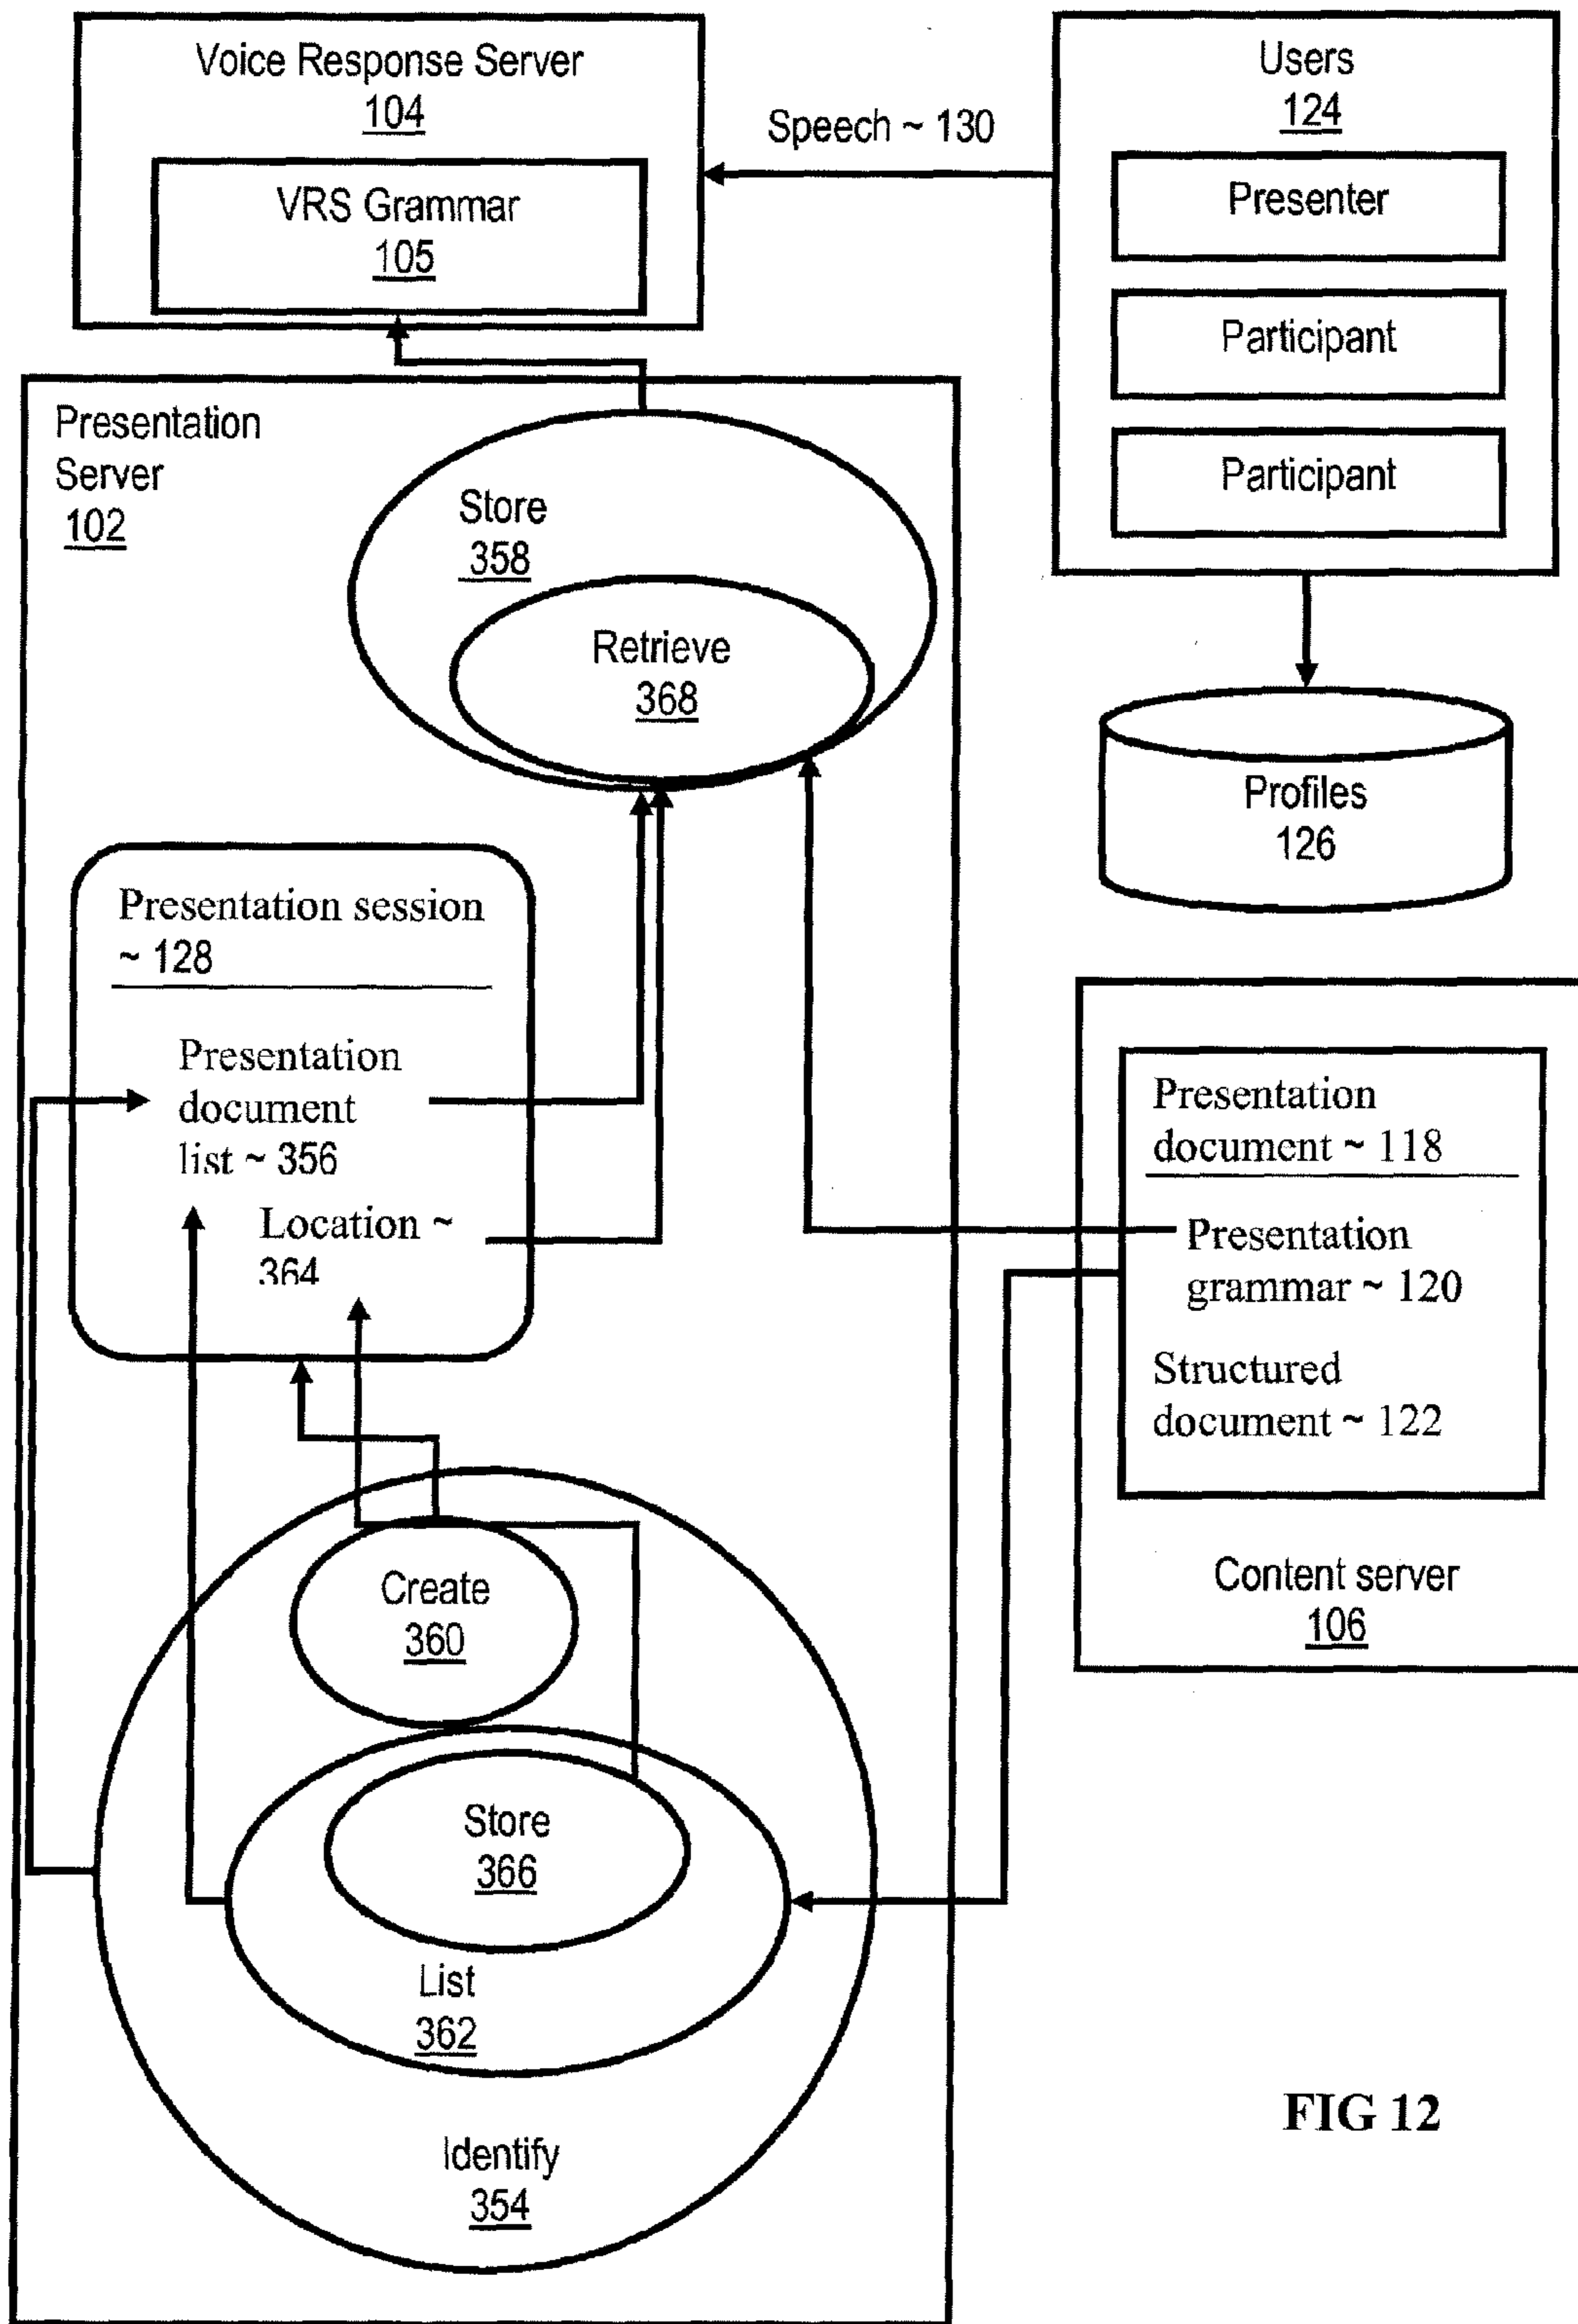 Voice Response Server
104
VRS Grammar
105
Speech ~ 130
Users
124
Presenter
Participant
Participant
Profiles
126
Presentation
Server
102
Store
358
Retrieve
368
Presentation session
~ 128
Presentation
document
list ~ 356
Location ~
364
Presentation
document ~ 118
Presentation
grammar ~ 120
Structured
document ~ 122
Content server
106
Create
360
Store
366
List
362
Identify
354
FIG 12